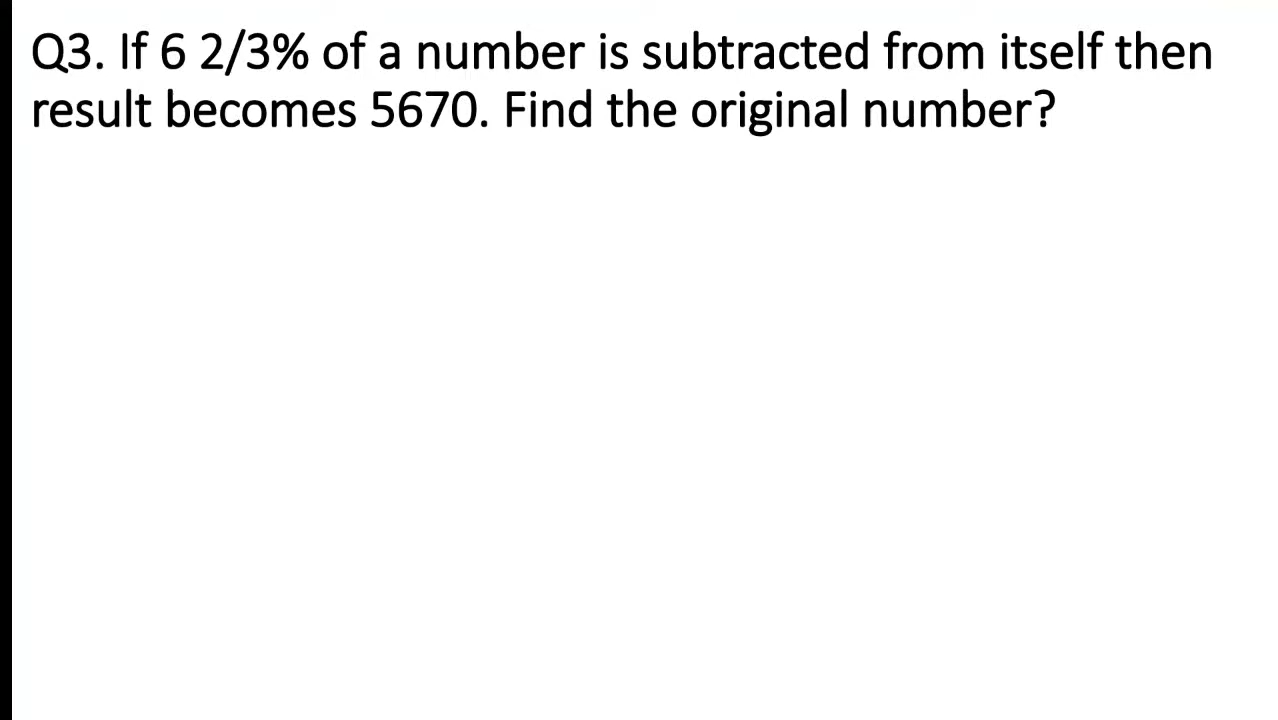 Q3. If 6 2/3% of a number is subtracted from itself then
result becomes 5670. Find the original number?